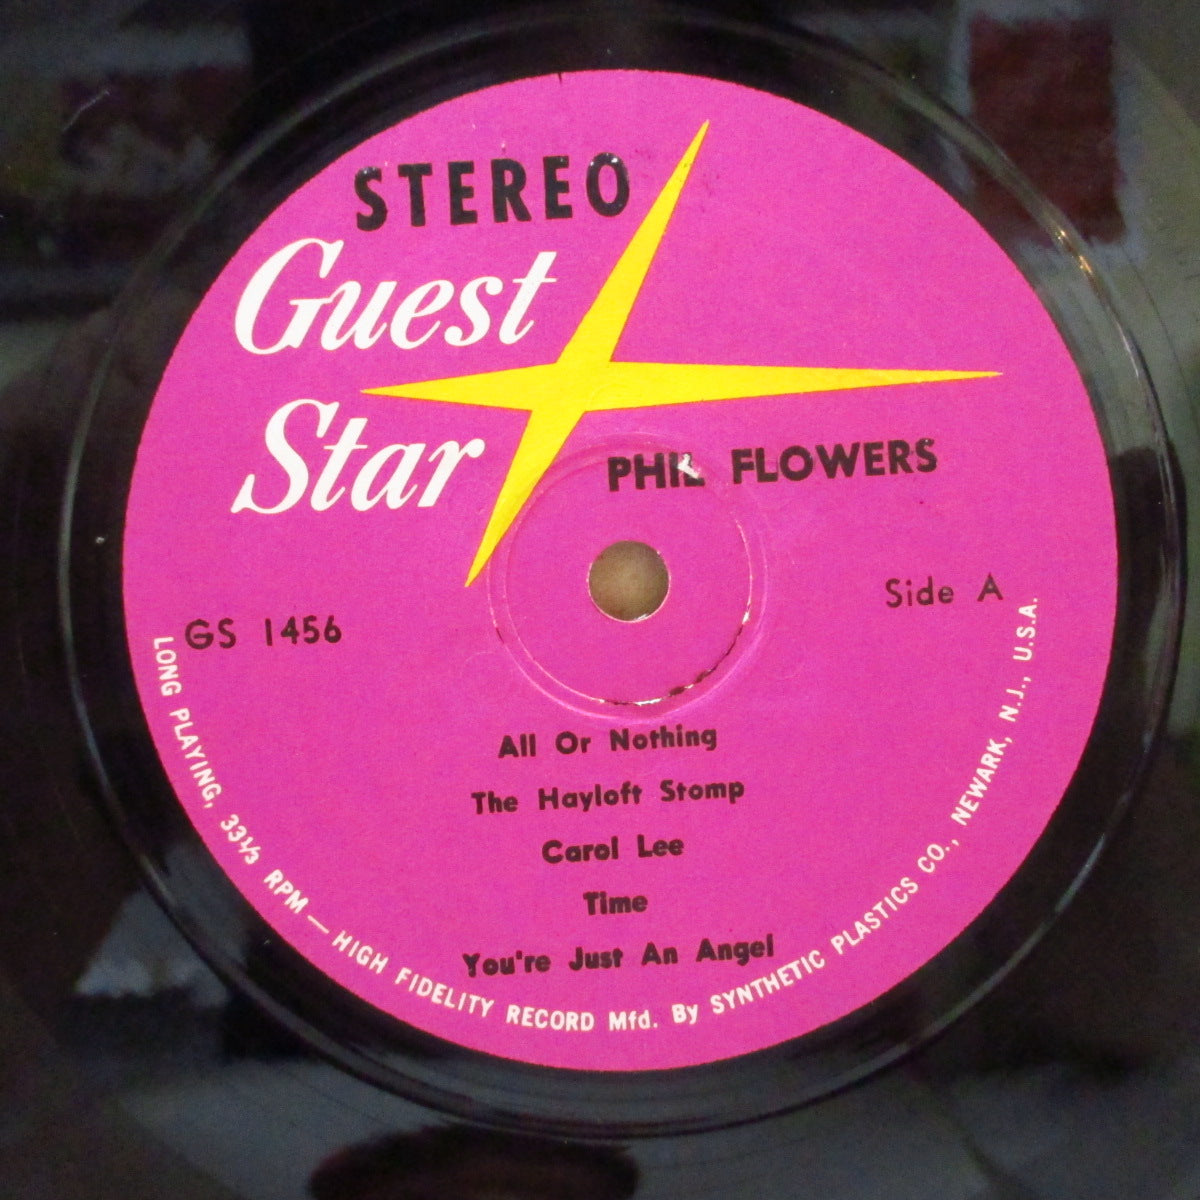 STEREO
Guest
Star
PHIL FLOWERS
Side A
GS 1456
All Or Nothing
The Hayloft Stomp
Carol Lee
Time
You're Just An Angel
LONG PLAYING, 33⅓ RPM — HIGH FIDELITY RECORD Mfd. By SYNTHETIC PLASTICS CO., NEWARK, N.J., U.S.A.